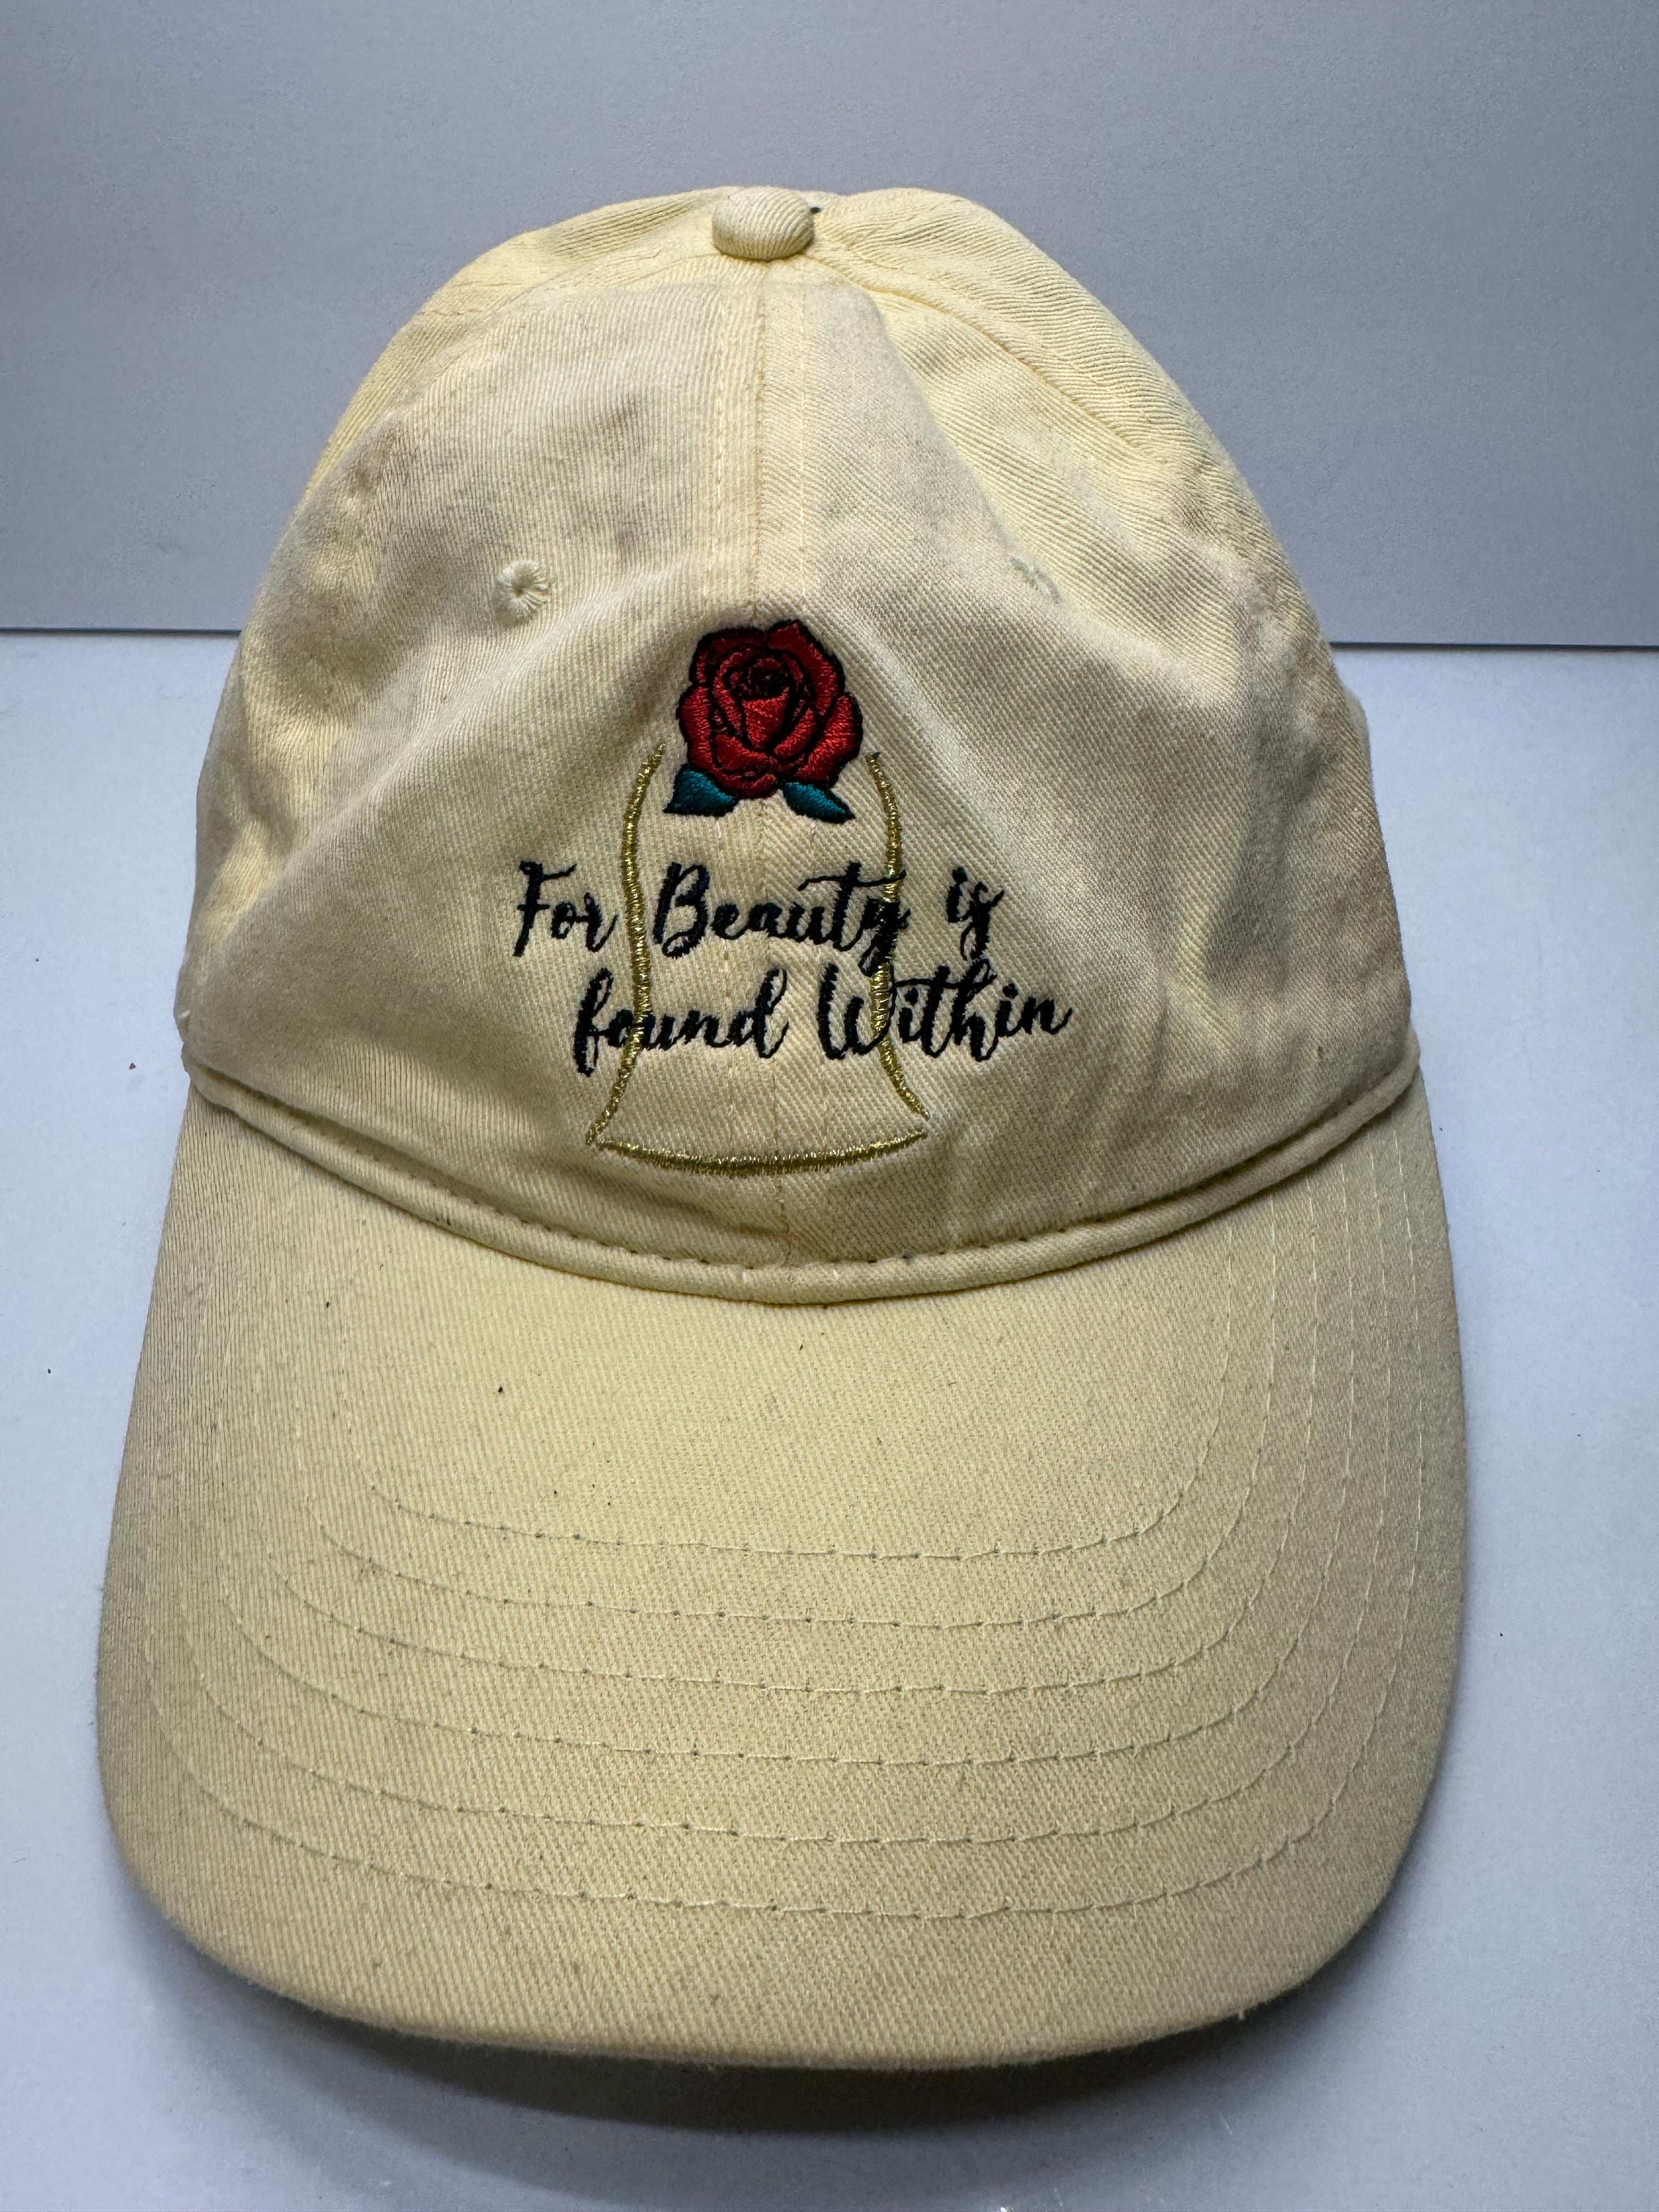 For Beauty is
found Within